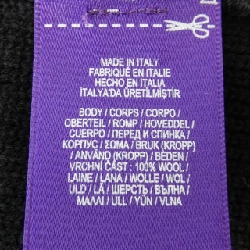 MADE IN ITALY
FABRIQUÉ EN ITALIE
HECHO EN ITALIA
İTALYA'DA ÜRETİLMİŞTİR
BODY / CORPS / CORPO /
OBERTEIL / ROMP / HOVEDDEL /
CUERPO / ПЕРЕД И СПИНКА /
КОРПУС / SOMA / BRUK (KROPP)
/ ANVÄND (KROPP) / BEDEN /
VRCHNÍ ČÁST : 100% WOOL /
LAINE / LANA / WOLLE / WOL /
ULD / LÃ / ШЕРСТЬ / ВЪЛНА /
ΜΑΛΛΙ / ULL / YÜN / VLNA